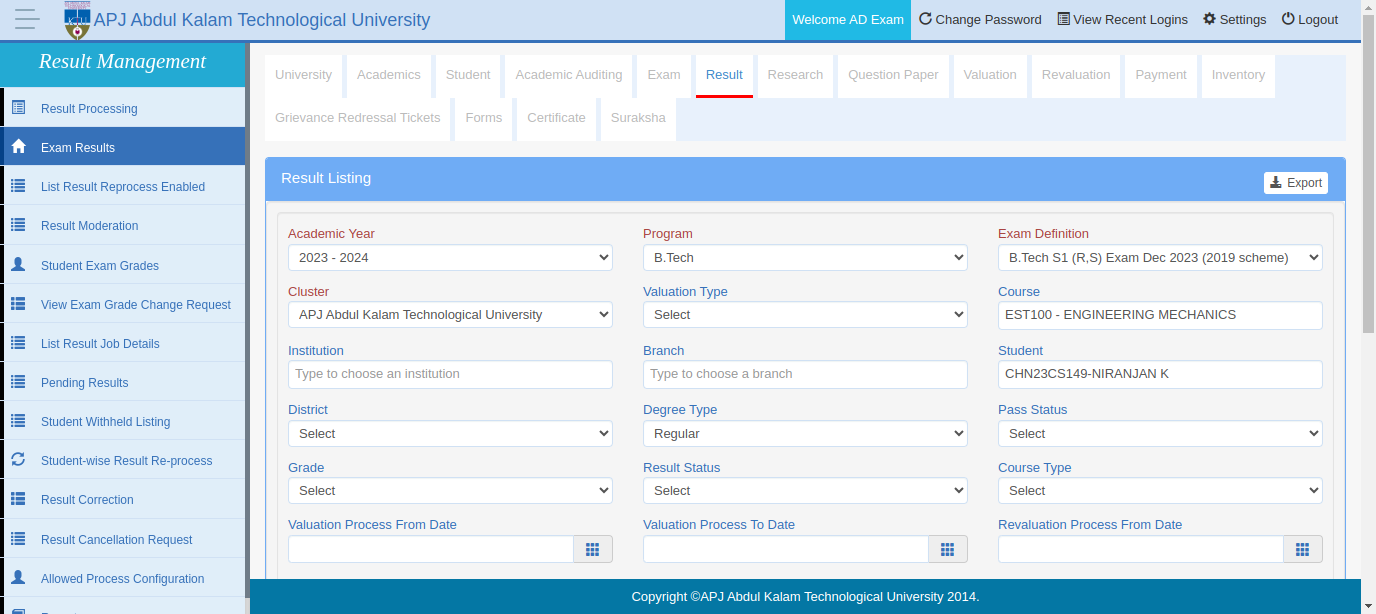 APJ Abdul Kalam Technological University
Welcome AD Exam Change Password View Recent Logins Settings Logout
Result Management
Result Processing
Exam Results
List Result Reprocess Enabled
Result Moderation
Student Exam Grades
View Exam Grade Change Request
List Result Job Details
Pending Results
Student Withheld Listing
Student-wise Result Re-process
Result Correction
Result Cancellation Request
Allowed Process Configuration
University Academics Student Academic Auditing Exam Result Research Question Paper Valuation Revaluation Payment Inventory
Grievance Redressal Tickets Forms Certificate Suraksha
Result Listing
Export
Academic Year Program Exam Definition
2023 - 2024 B.Tech B.Tech S1 (R,S) Exam Dec 2023 (2019 scheme)
Cluster Valuation Type Course
APJ Abdul Kalam Technological University Select EST100 - ENGINEERING MECHANICS
Institution Branch Student
Type to choose an institution Type to choose a branch CHN23CS149-NIRANJAN K
District Degree Type Pass Status
Select Regular Select
Grade Result Status Course Type
Select Select Select
Valuation Process From Date Valuation Process To Date Revaluation Process From Date
Copyright ©APJ Abdul Kalam Technological University 2014.